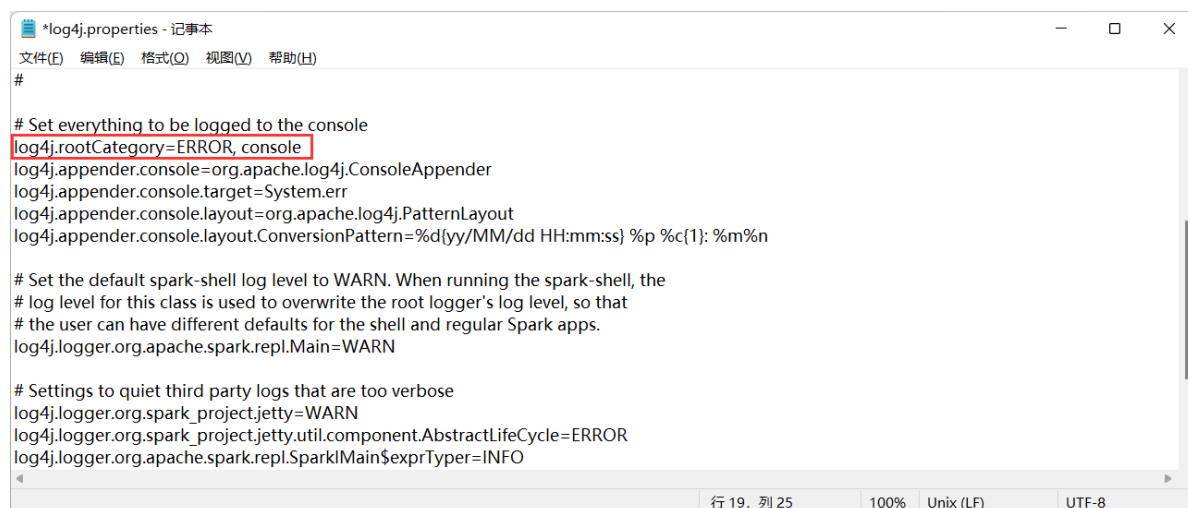 *log4j.properties - 记事本
文件(F) 编辑(E) 格式(O) 视图(V) 帮助(H)
#
# Set everything to be logged to the console
log4j.rootCategory=ERROR, console
log4j.appender.console=org.apache.log4j.ConsoleAppender
log4j.appender.console.target=System.err
log4j.appender.console.layout=org.apache.log4j.PatternLayout
log4j.appender.console.layout.ConversionPattern=%d{yy/MM/dd HH:mm:ss} %p %c{1}: %m%n
# Set the default spark-shell log level to WARN. When running the spark-shell, the
# log level for this class is used to overwrite the root logger's log level, so that
# the user can have different defaults for the shell and regular Spark apps.
log4j.logger.org.apache.spark.repl.Main=WARN
# Settings to quiet third party logs that are too verbose
log4j.logger.org.spark_project.jetty=WARN
log4j.logger.org.spark_project.jetty.util.component.AbstractLifeCycle=ERROR
log4j.logger.org.apache.spark.repl.SparkIMain$exprTyper=INFO
行 19，列 25 100% Unix (LF) UTF-8